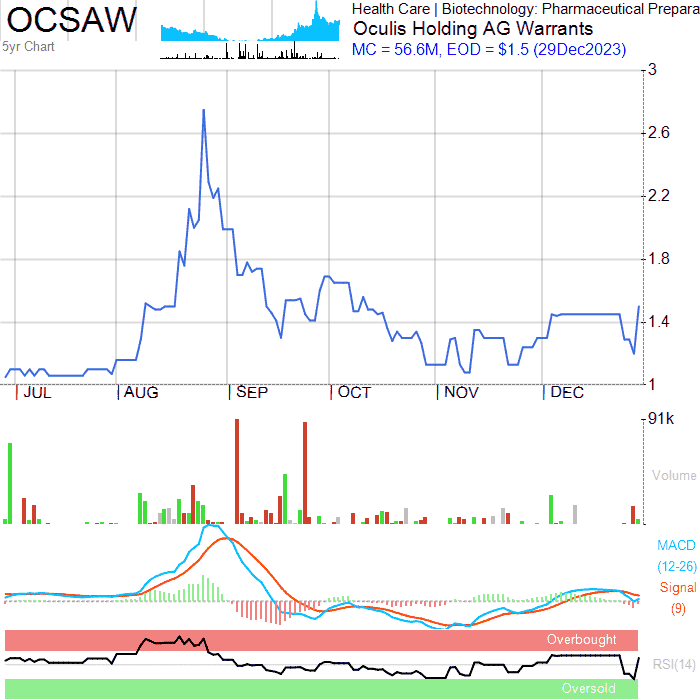 OCSAW
5yr Chart
Health Care | Biotechnology: Pharmaceutical Prepara
Oculis Holding AG Warrants
MC = 56.6M, EOD = $1.5 (29Dec2023)
3
2.6
2.2
1.8
1.4
1
JUL AUG SEP OCT NOV DEC
91k
Volume
MACD
(12-26)
Signal
(9)
Overbought
RSI(14)
Oversold